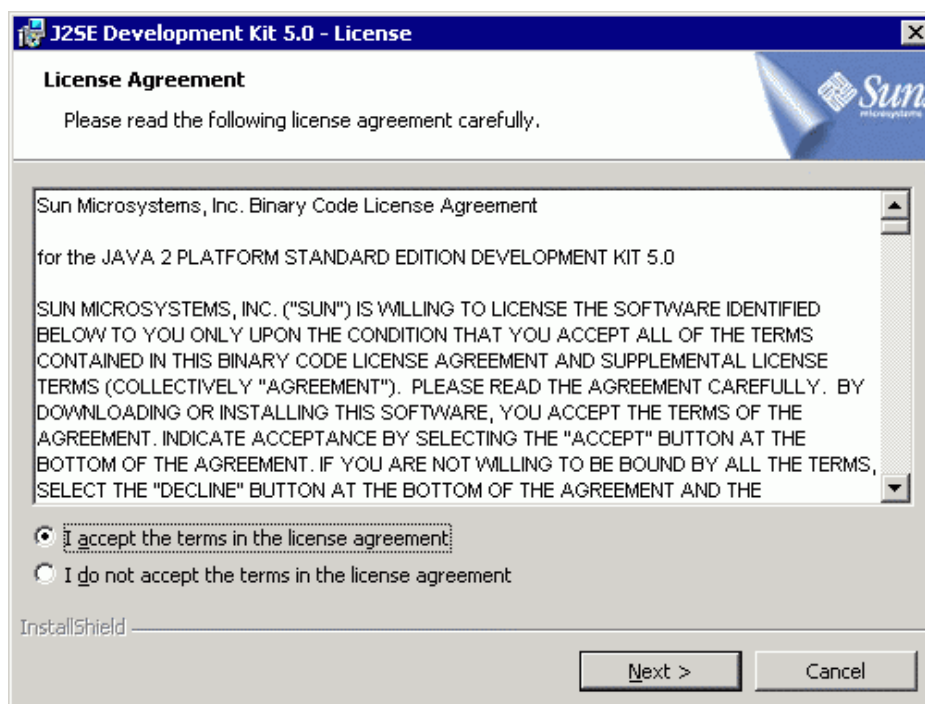 J2SE Development Kit 5.0 - License
License Agreement
Please read the following license agreement carefully.
Sun
microsystems
Sun Microsystems, Inc. Binary Code License Agreement
for the JAVA 2 PLATFORM STANDARD EDITION DEVELOPMENT KIT 5.0
SUN MICROSYSTEMS, INC. ("SUN") IS WILLING TO LICENSE THE SOFTWARE IDENTIFIED
BELOW TO YOU ONLY UPON THE CONDITION THAT YOU ACCEPT ALL OF THE TERMS
CONTAINED IN THIS BINARY CODE LICENSE AGREEMENT AND SUPPLEMENTAL LICENSE
TERMS (COLLECTIVELY "AGREEMENT").  PLEASE READ THE AGREEMENT CAREFULLY.  BY
DOWNLOADING OR INSTALLING THIS SOFTWARE, YOU ACCEPT THE TERMS OF THE
AGREEMENT. INDICATE ACCEPTANCE BY SELECTING THE "ACCEPT" BUTTON AT THE
BOTTOM OF THE AGREEMENT. IF YOU ARE NOT WILLING TO BE BOUND BY ALL THE TERMS,
SELECT THE "DECLINE" BUTTON AT THE BOTTOM OF THE AGREEMENT AND THE
I accept the terms in the license agreement
I do not accept the terms in the license agreement
InstallShield
Next >
Cancel